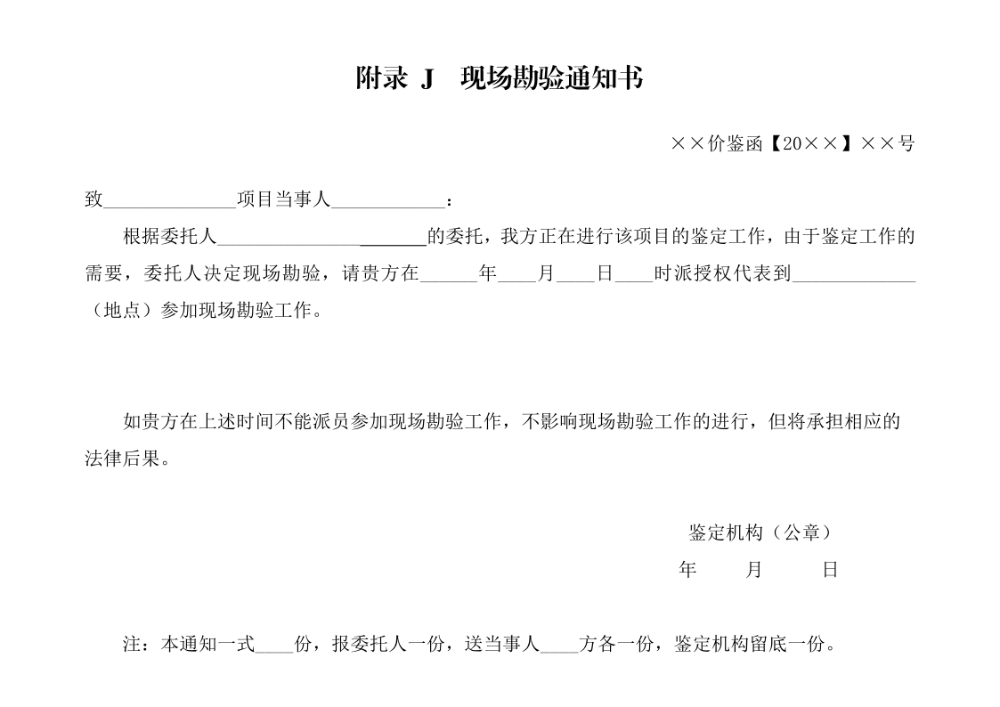 附录 J 现场勘验通知书
××价鉴函【20××】××号
致______________项目当事人____________：
根据委托人______________________的委托，我方正在进行该项目的鉴定工作，由于鉴定工作的
需要，委托人决定现场勘验，请贵方在______年____月____日____时派授权代表到_____________
（地点）参加现场勘验工作。
如贵方在上述时间不能派员参加现场勘验工作，不影响现场勘验工作的进行，但将承担相应的
法律后果。
鉴定机构（公章）
年 月 日
注：本通知一式____份，报委托人一份，送当事人____方各一份，鉴定机构留底一份。